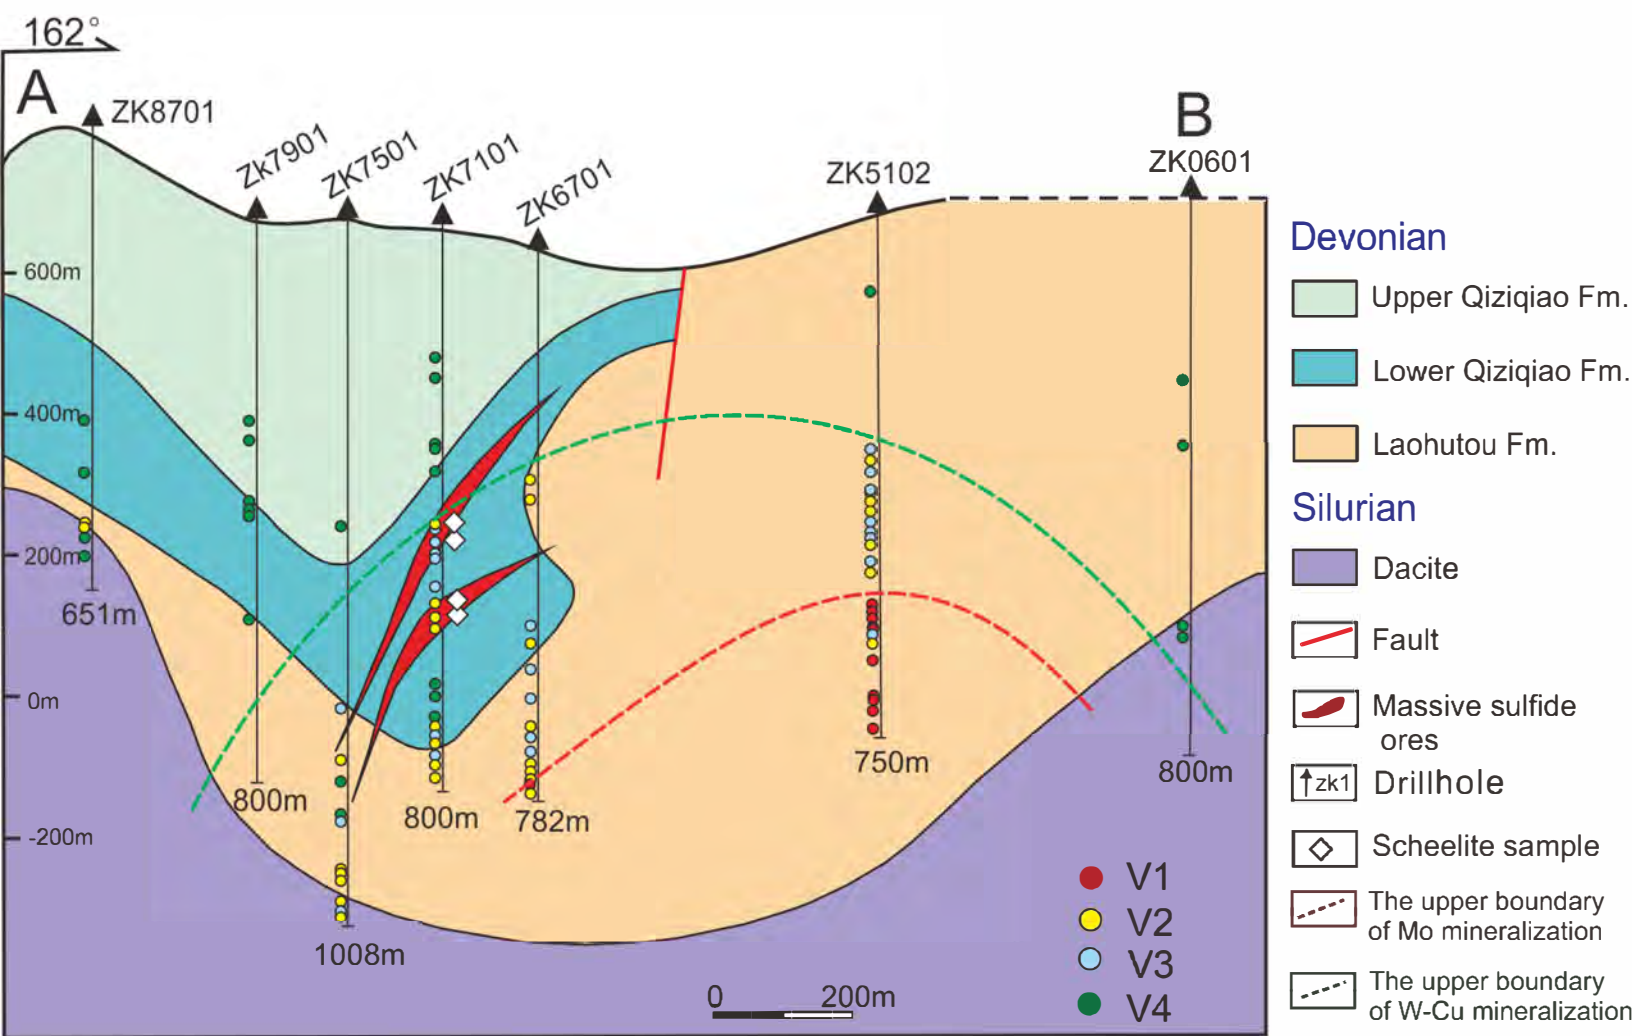 162°
A
ZK8701
Zk7901
ZK7501
ZK7101
ZK6701
ZK5102
B
ZK0601
600m
400m
200m
0m
-200m
651m
800m
1008m
800m
782m
750m
800m
0 200m
V1
V2
V3
V4
Devonian
Upper Qiziqiao Fm.
Lower Qiziqiao Fm.
Laohutou Fm.
Silurian
Dacite
Fault
Massive sulfide
ores
zk1 Drillhole
Scheelite sample
The upper boundary
of Mo mineralization
The upper boundary
of W-Cu mineralization